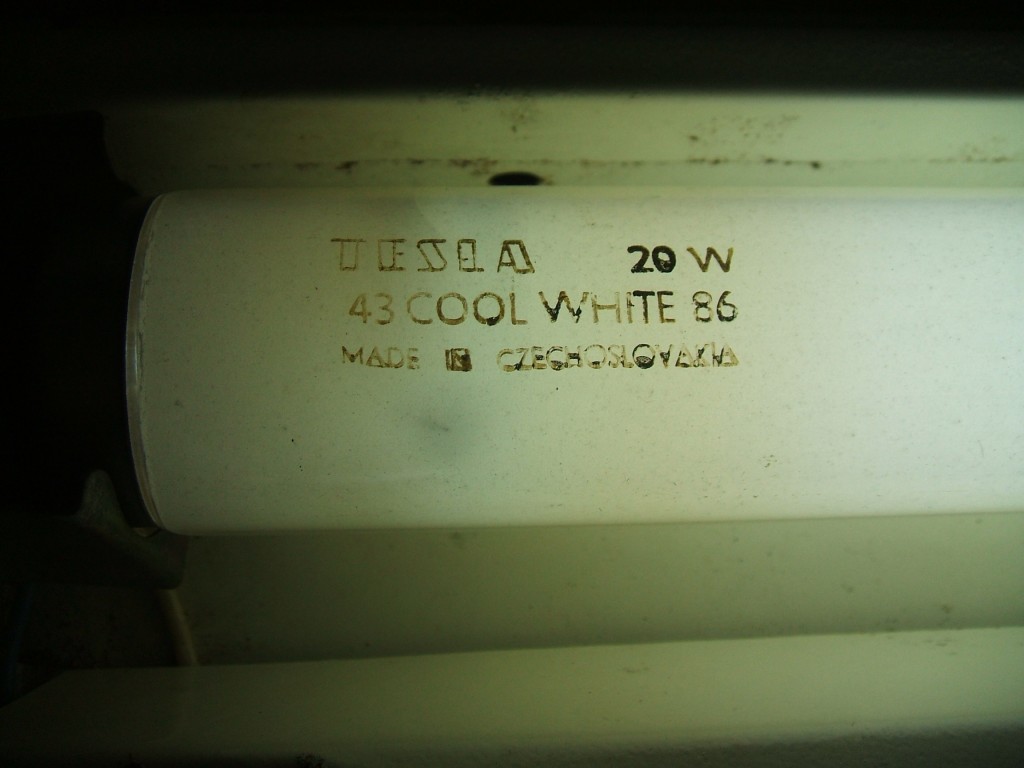 TESLA 20 W
43 COOL WHITE 86
MADE IN CZECHOSLOVAKIA